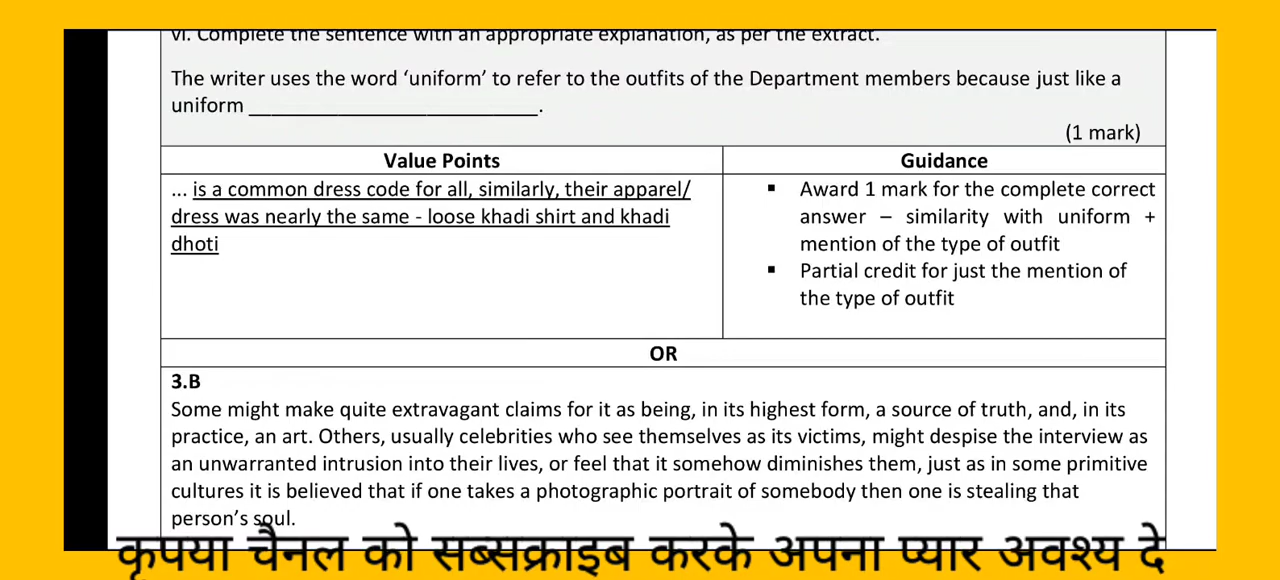 vi. Complete the sentence with an appropriate explanation, as per the extract.
The writer uses the word ‘uniform’ to refer to the outfits of the Department members because just like a
uniform __________________________.
(1 mark)
Value Points
Guidance
... is a common dress code for all, similarly, their apparel/
dress was nearly the same - loose khadi shirt and khadi
dhoti
▪ Award 1 mark for the complete correct
answer – similarity with uniform +
mention of the type of outfit
▪ Partial credit for just the mention of
the type of outfit
OR
3.B
Some might make quite extravagant claims for it as being, in its highest form, a source of truth, and, in its
practice, an art. Others, usually celebrities who see themselves as its victims, might despise the interview as
an unwarranted intrusion into their lives, or feel that it somehow diminishes them, just as in some primitive
cultures it is believed that if one takes a photographic portrait of somebody then one is stealing that
person’s soul.
कृपया चैनल को सब्सक्राइब करके अपना प्यार अवश्य दे